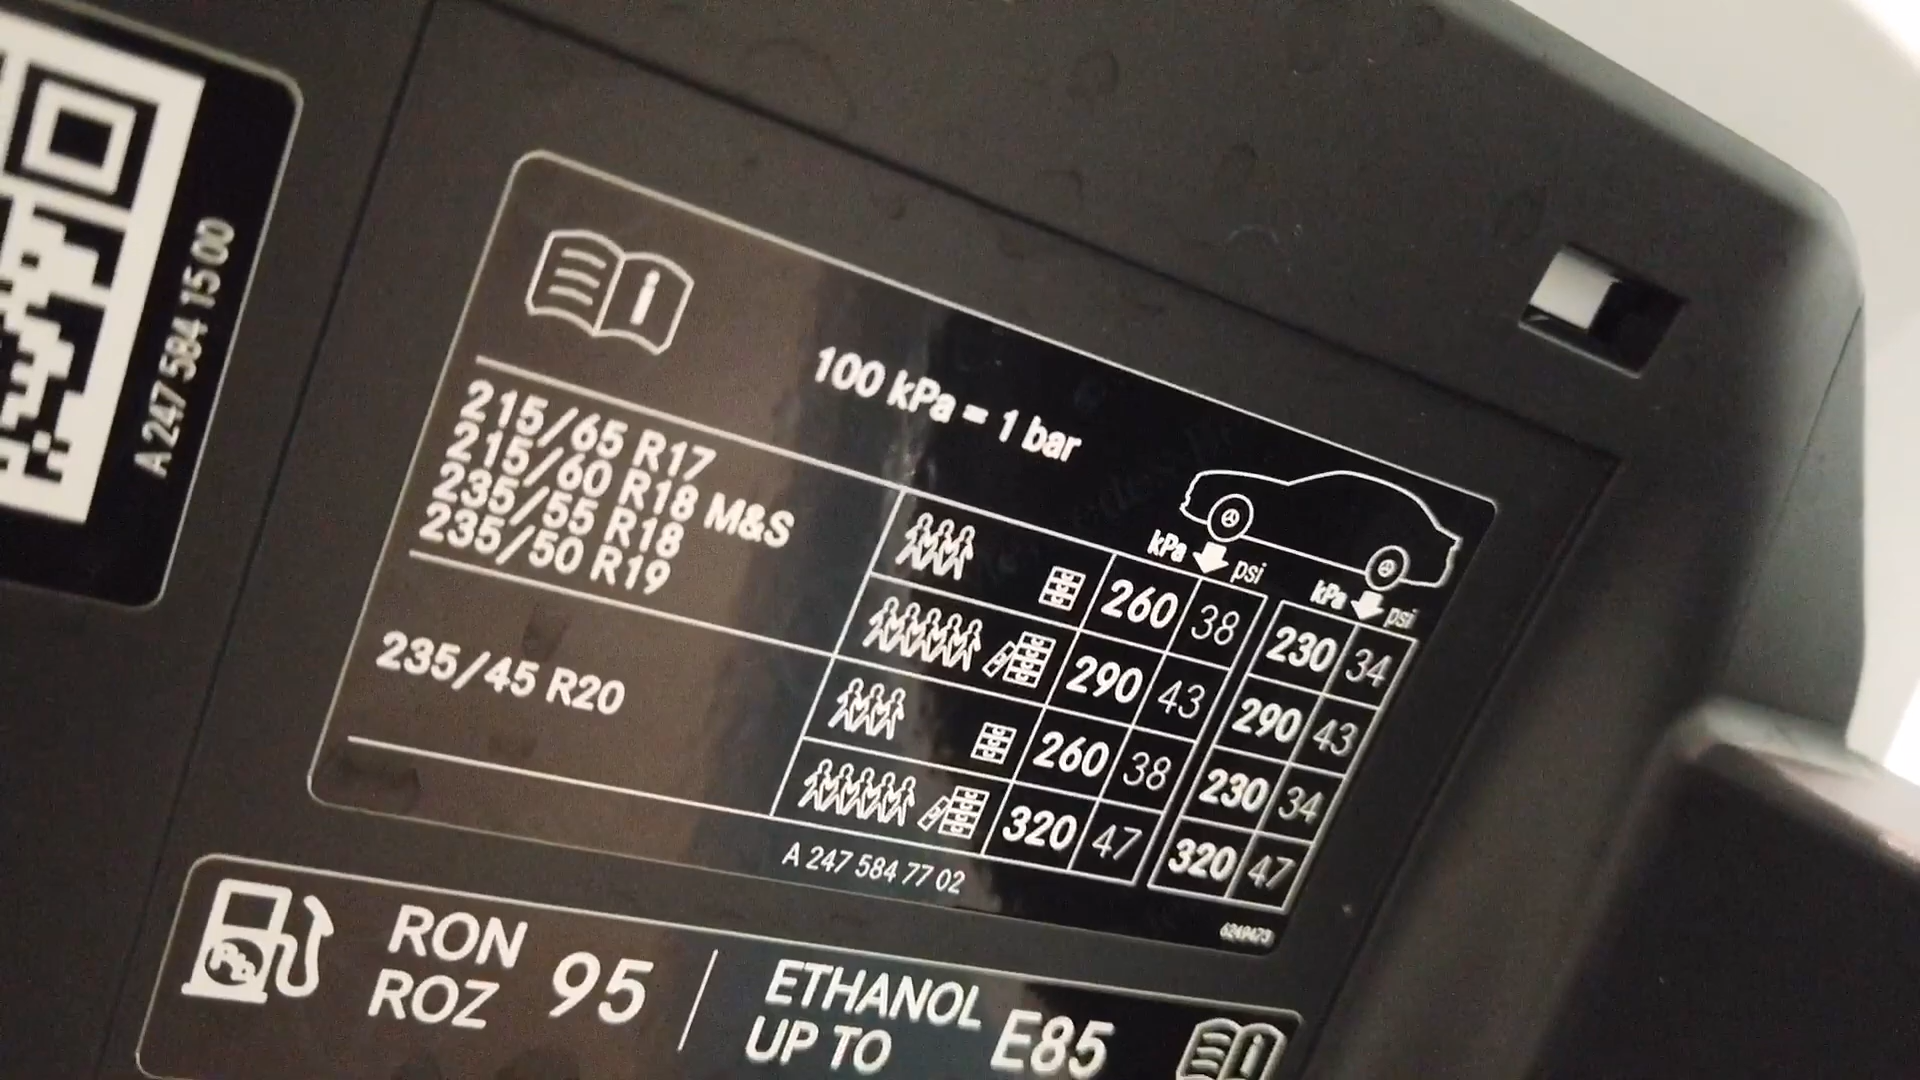 A 247 584 15 00
100 kPa = 1 bar
kPa psi kPa psi
215/65 R17
215/60 R18 M&S
235/55 R18
235/50 R19
260 38 230 34
290 43 290 43
235/45 R20
260 38 230 34
320 47 320 47
A 247 584 77 02
6249473
RON
ROZ 95
ETHANOL
UP TO E85